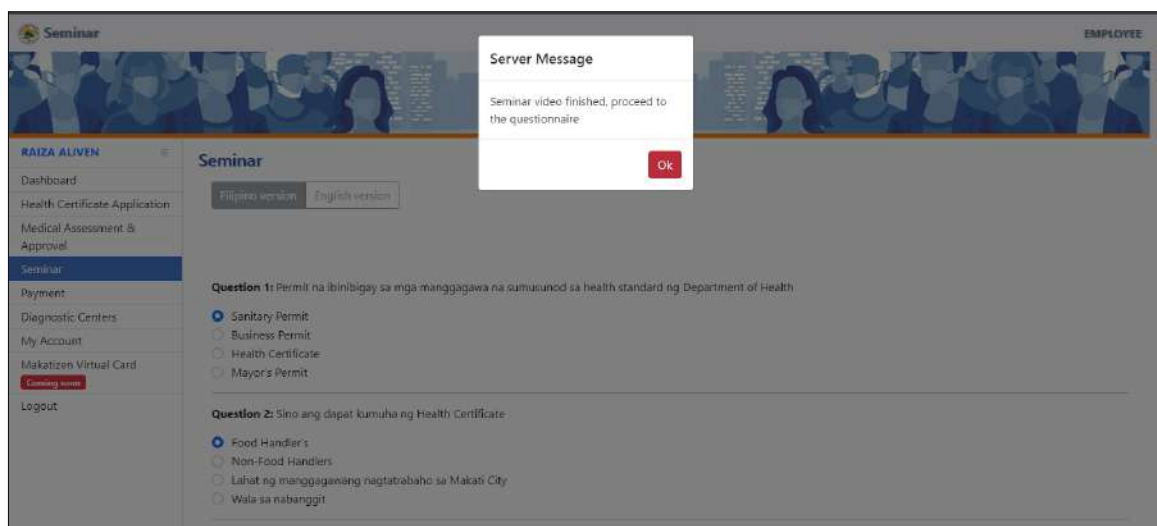 Seminar
EMPLOYEE
Server Message
Seminar video finished, proceed to
the questionnaire
Ok
RAIZA ALIVEN
Dashboard
Health Certificate Application
Medical Assessment &
Approval
Seminar
Payment
Diagnostic Centers
My Account
Makatizen Virtual Card
Coming soon
Logout
Seminar
Filipino version
English version
Question 1: Permit na ibinibigay sa mga manggagawa na sumusunod sa health standard ng Department of Health
Sanitary Permit
Business Permit
Health Certificate
Mayor's Permit
Question 2: Sino ang dapat kumuha ng Health Certificate
Food Handler's
Non-Food Handlers
Lahat ng manggagawang nagtatrabaho sa Makati City
Wala sa nabanggit